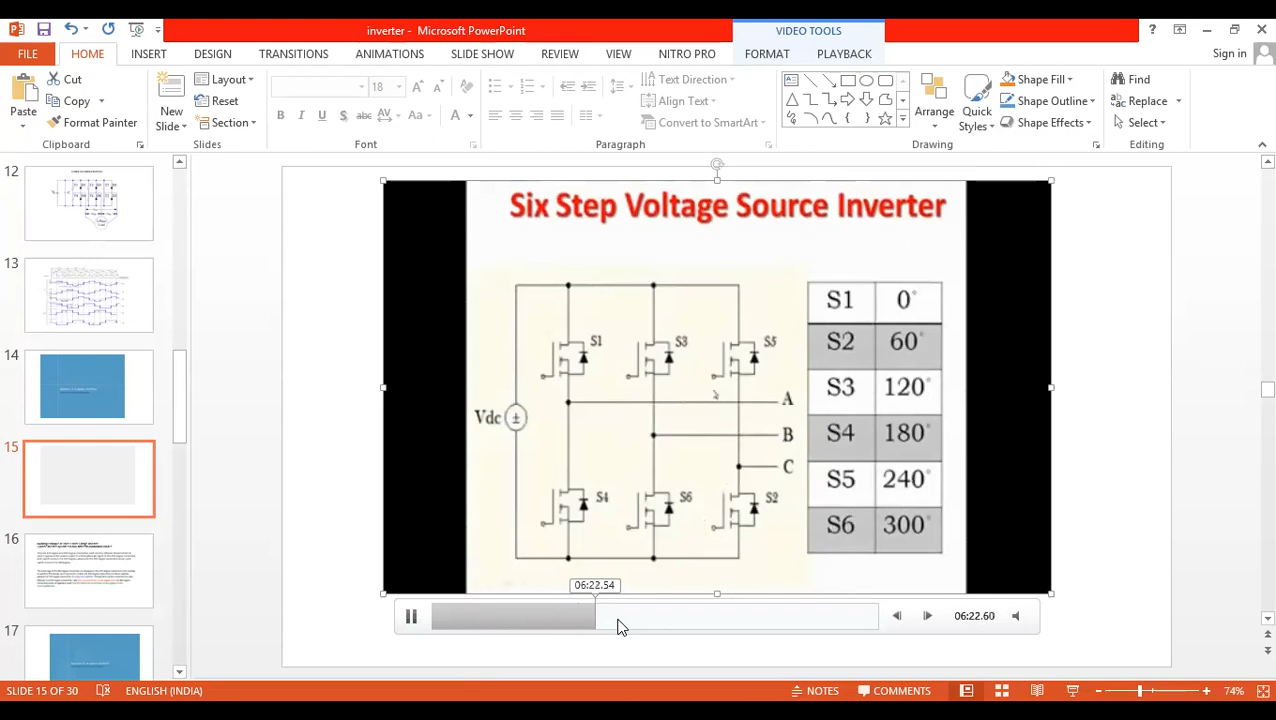 inverter - Microsoft PowerPoint
VIDEO TOOLS
FILE HOME INSERT DESIGN TRANSITIONS ANIMATIONS SLIDE SHOW REVIEW VIEW NITRO PRO FORMAT PLAYBACK
Sign in
Paste
Cut
Copy
Format Painter
Clipboard
New
Slide
Layout
Reset
Section
Slides
18
Font
Text Direction
Align Text
Convert to SmartArt
Paragraph
Arrange
Quick
Styles
Shape Fill
Shape Outline
Shape Effects
Drawing
Find
Replace
Select
Editing
12
13
14
15
16
17
Six Step Voltage Source Inverter
S1 S3 S5
Vdc
A
B
C
S4 S6 S2
S1 0°
S2 60°
S3 120°
S4 180°
S5 240°
S6 300°
06:22.54
06:22.60
SLIDE 15 OF 30 ENGLISH (INDIA) NOTES COMMENTS 74%